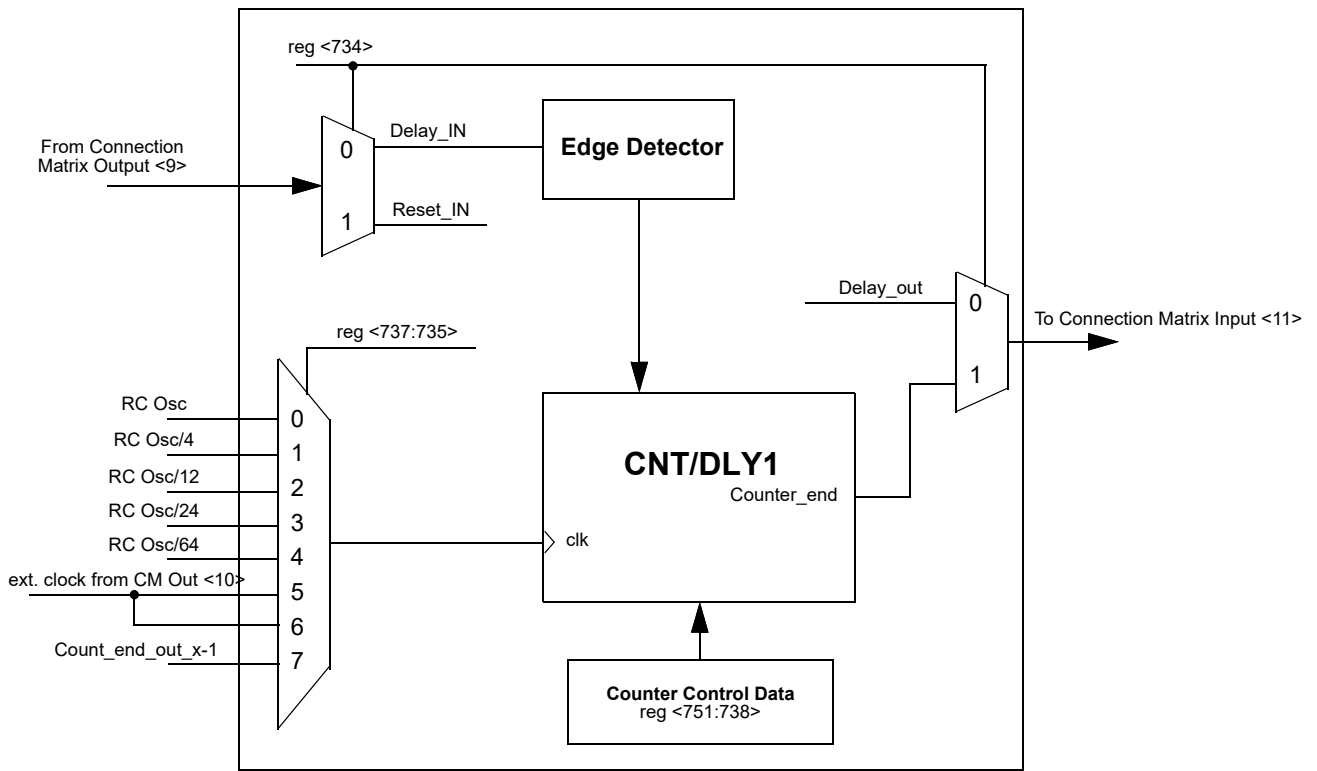 reg <734>
From Connection
Matrix Output <9>
0
1
Delay_IN
Reset_IN
Edge Detector
Delay_out
0
1
To Connection Matrix Input <11>
reg <737:735>
RC Osc
RC Osc/4
RC Osc/12
RC Osc/24
RC Osc/64
ext. clock from CM Out <10>
Count_end_out_x-1
0
1
2
3
4
5
6
7
CNT/DLY1
Counter_end
clk
Counter Control Data
reg <751:738>